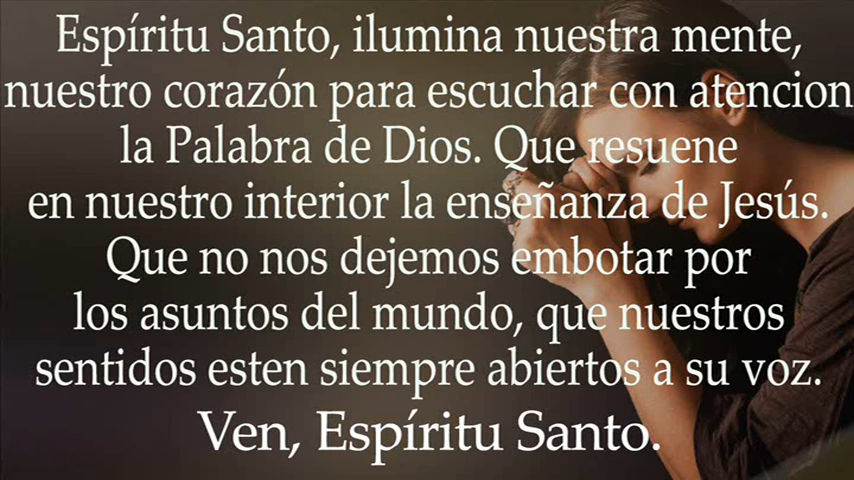 Espíritu Santo, ilumina nuestra mente,
nuestro corazón para escuchar con atencion
la Palabra de Dios. Que resuene
en nuestro interior la enseñanza de Jesús.
Que no nos dejemos embotar por
los asuntos del mundo, que nuestros
sentidos esten siempre abiertos a su voz.
Ven, Espíritu Santo.